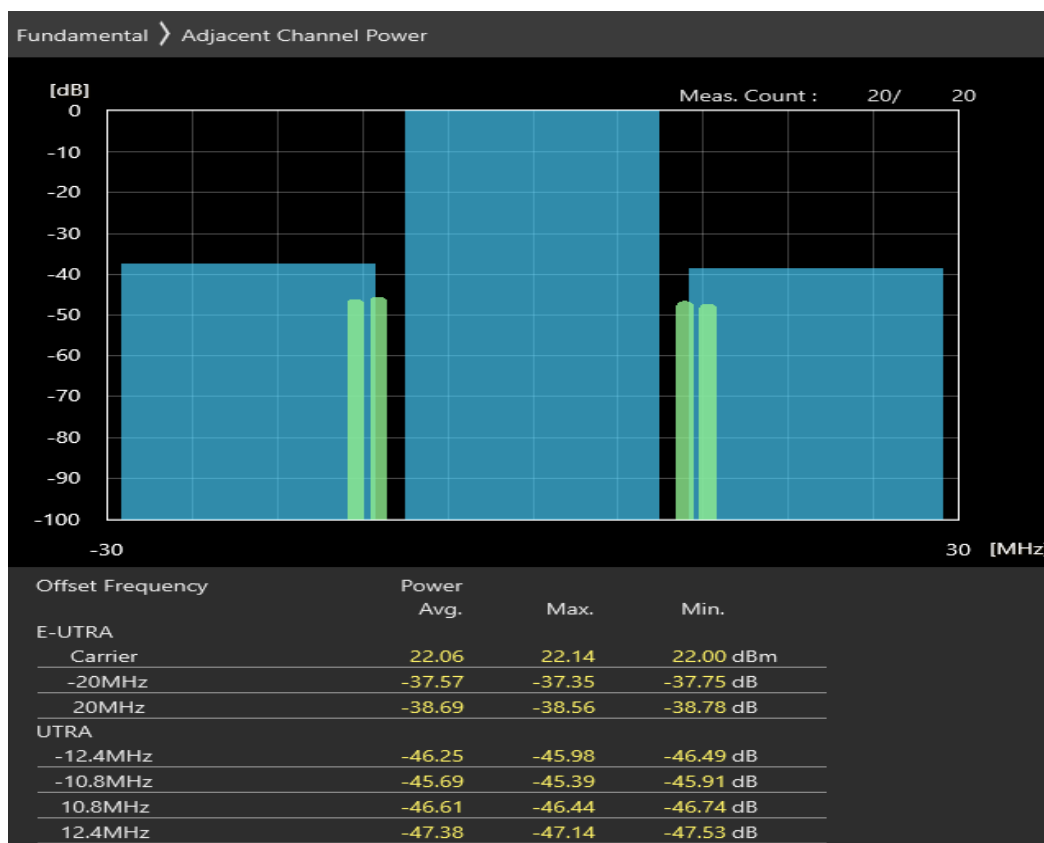 Fundamental 〉 Adjacent Channel Power
[dB]
Meas. Count : 20/ 20
0
-10
-20
-30
-40
-50
-60
-70
-80
-90
-100
-30 30 [MHz
Offset Frequency Power
Avg. Max. Min.
E-UTRA
Carrier 22.06 22.14 22.00 dBm
-20MHz -37.57 -37.35 -37.75 dB
20MHz -38.69 -38.56 -38.78 dB
UTRA
-12.4MHz -46.25 -45.98 -46.49 dB
-10.8MHz -45.69 -45.39 -45.91 dB
10.8MHz -46.61 -46.44 -46.74 dB
12.4MHz -47.38 -47.14 -47.53 dB